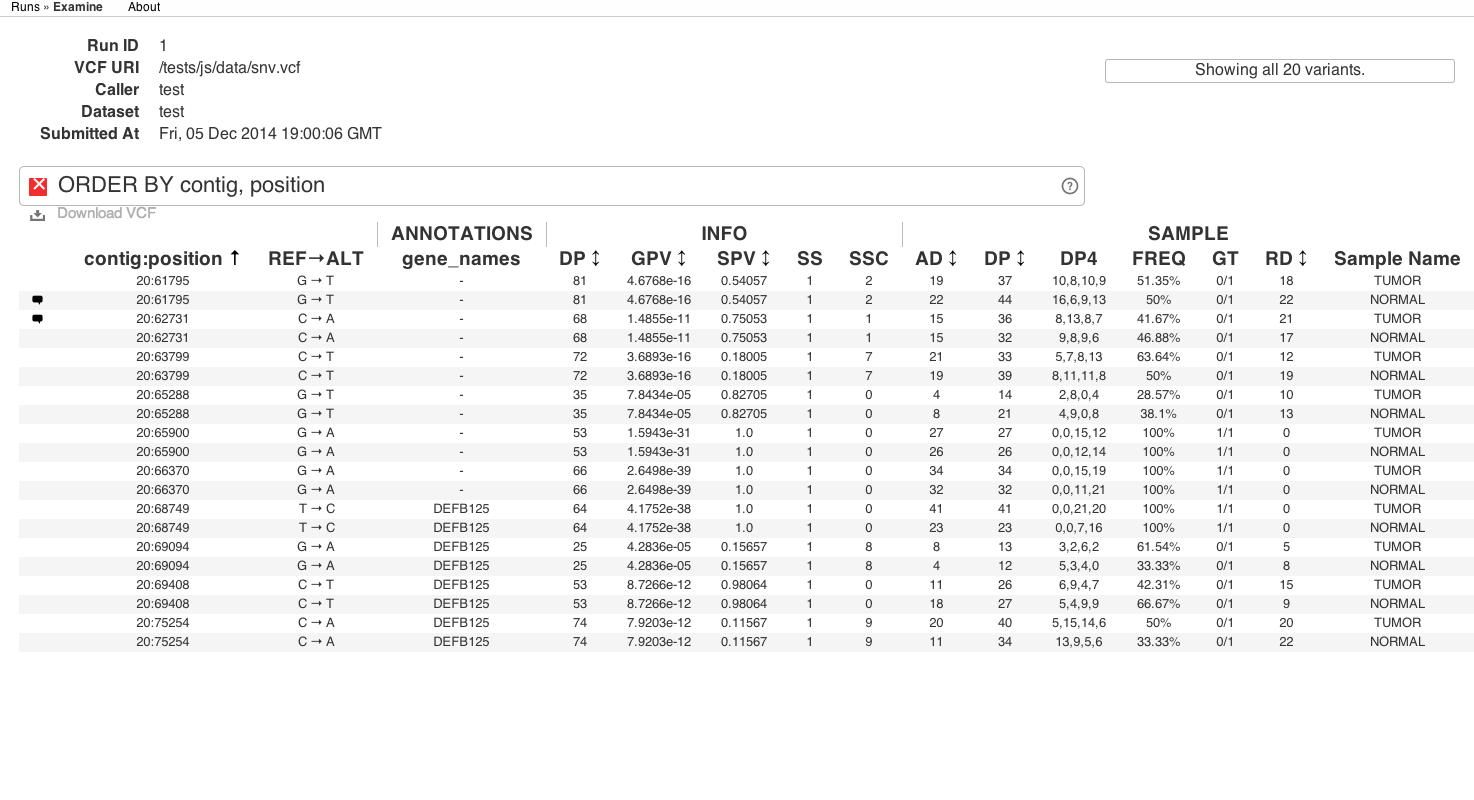 Runs » Examine About
Run ID 1
VCF URI /tests/js/data/snv.vcf
Caller test
Dataset test
Submitted At Fri, 05 Dec 2014 19:00:06 GMT
Showing all 20 variants.
ORDER BY contig, position ?
Download VCF
ANNOTATIONS INFO SAMPLE
contig:position ↑ REF→ALT gene_names DP ↕ GPV ↕ SPV ↕ SS SSC AD ↕ DP ↕ DP4 FREQ GT RD ↕ Sample Name
20:61795 G → T - 81 4.6768e-16 0.54057 1 2 19 37 10,8,10,9 51.35% 0/1 18 TUMOR
20:61795 G → T - 81 4.6768e-16 0.54057 1 2 22 44 16,6,9,13 50% 0/1 22 NORMAL
20:62731 C → A - 68 1.4855e-11 0.75053 1 1 15 36 8,13,8,7 41.67% 0/1 21 TUMOR
20:62731 C → A - 68 1.4855e-11 0.75053 1 1 15 32 9,8,9,6 46.88% 0/1 17 NORMAL
20:63799 C → T - 72 3.6893e-16 0.18005 1 7 21 33 5,7,8,13 63.64% 0/1 12 TUMOR
20:63799 C → T - 72 3.6893e-16 0.18005 1 7 19 39 8,11,11,8 50% 0/1 19 NORMAL
20:65288 G → T - 35 7.8434e-05 0.82705 1 0 4 14 2,8,0,4 28.57% 0/1 10 TUMOR
20:65288 G → T - 35 7.8434e-05 0.82705 1 0 8 21 4,9,0,8 38.1% 0/1 13 NORMAL
20:65900 G → A - 53 1.5943e-31 1.0 1 0 27 27 0,0,15,12 100% 1/1 0 TUMOR
20:65900 G → A - 53 1.5943e-31 1.0 1 0 26 26 0,0,12,14 100% 1/1 0 NORMAL
20:66370 G → A - 66 2.6498e-39 1.0 1 0 34 34 0,0,15,19 100% 1/1 0 TUMOR
20:66370 G → A - 66 2.6498e-39 1.0 1 0 32 32 0,0,11,21 100% 1/1 0 NORMAL
20:68749 T → C DEFB125 64 4.1752e-38 1.0 1 0 41 41 0,0,21,20 100% 1/1 0 TUMOR
20:68749 T → C DEFB125 64 4.1752e-38 1.0 1 0 23 23 0,0,7,16 100% 1/1 0 NORMAL
20:69094 G → A DEFB125 25 4.2836e-05 0.15657 1 8 8 13 3,2,6,2 61.54% 0/1 5 TUMOR
20:69094 G → A DEFB125 25 4.2836e-05 0.15657 1 8 4 12 5,3,4,0 33.33% 0/1 8 NORMAL
20:69408 C → T DEFB125 53 8.7266e-12 0.98064 1 0 11 26 6,9,4,7 42.31% 0/1 15 TUMOR
20:69408 C → T DEFB125 53 8.7266e-12 0.98064 1 0 18 27 5,4,9,9 66.67% 0/1 9 NORMAL
20:75254 C → A DEFB125 74 7.9203e-12 0.11567 1 9 20 40 5,15,14,6 50% 0/1 20 TUMOR
20:75254 C → A DEFB125 74 7.9203e-12 0.11567 1 9 11 34 13,9,5,6 33.33% 0/1 22 NORMAL